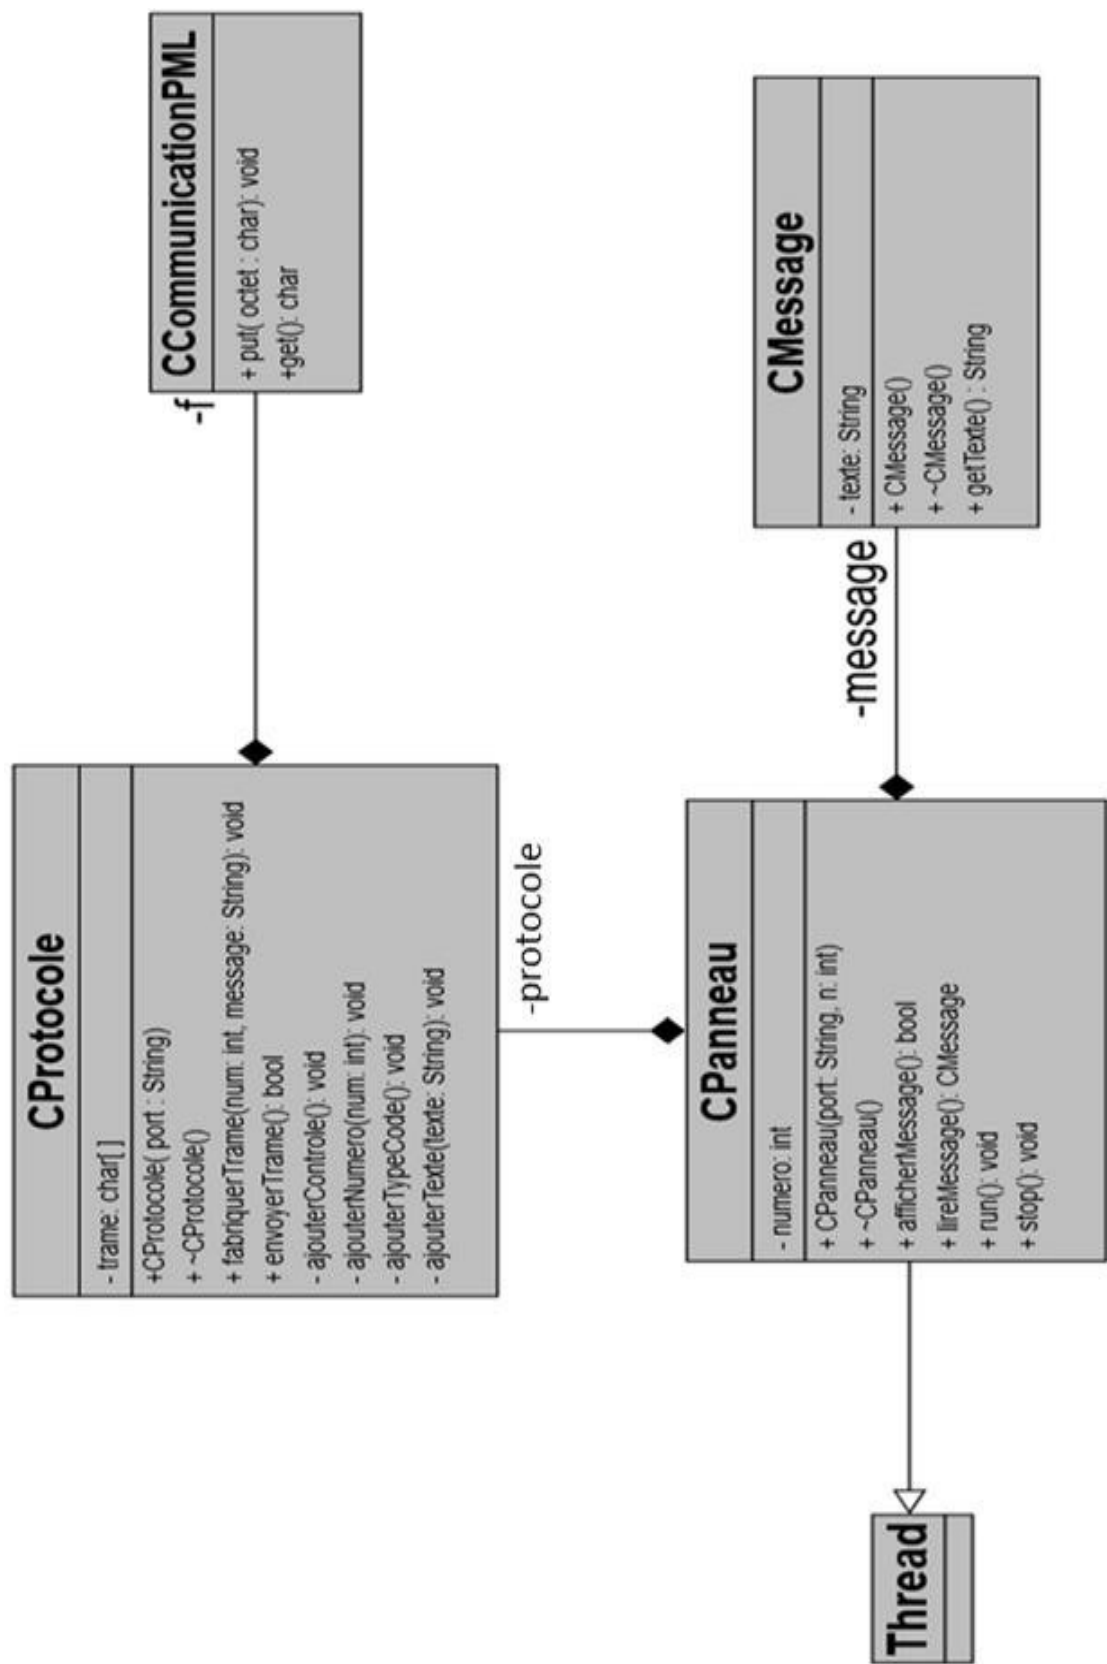 CCommunicationPML
+ put( octet : char): void
+get(): char
-f
CProtocole
- trame: char[ ]
+CProtocole( port : String)
+ ~CProtocole()
+ fabriquerTrame(num: int, message: String): void
+ envoyerTrame(): bool
- ajouterControle(): void
- ajouterNuméro(num: int): void
- ajouterTypeCode(): void
- ajouterTexte(texte: String): void
-protocole
CMessage
- texte: String
+ CMessage()
+ ~CMessage()
+ getTexte() : String
-message
CPanneau
- numero: int
+ CPanneau(port: String, n: int)
+ ~cPanneau()
+ afficherMessage(): bool
+ lireMessage(): CMessage
+ run(): void
+ stop(): void
Thread